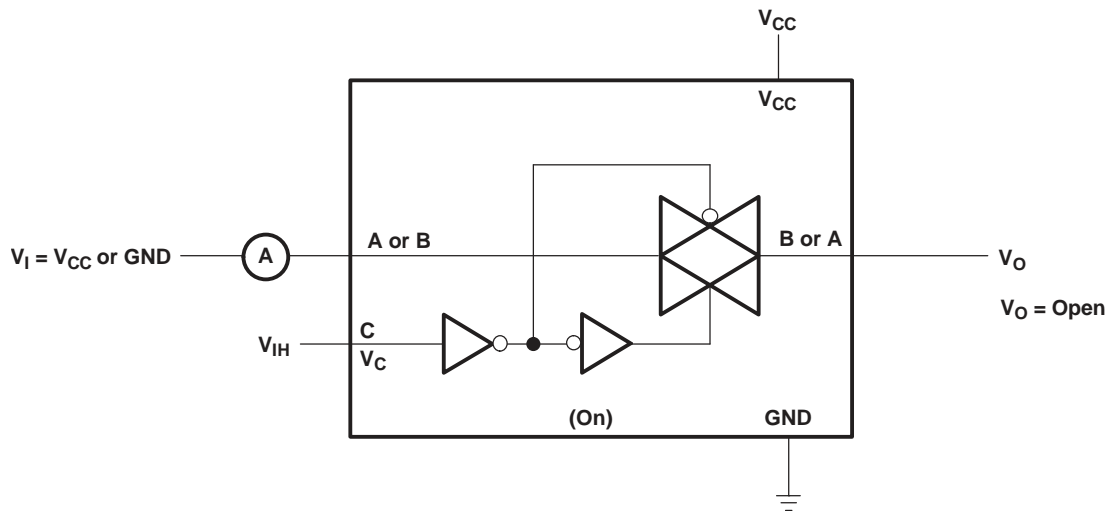 VCC
VCC
VI = VCC or GND
A
A or B
B or A
VO
VO = Open
VIH
C
VC
(On)
GND